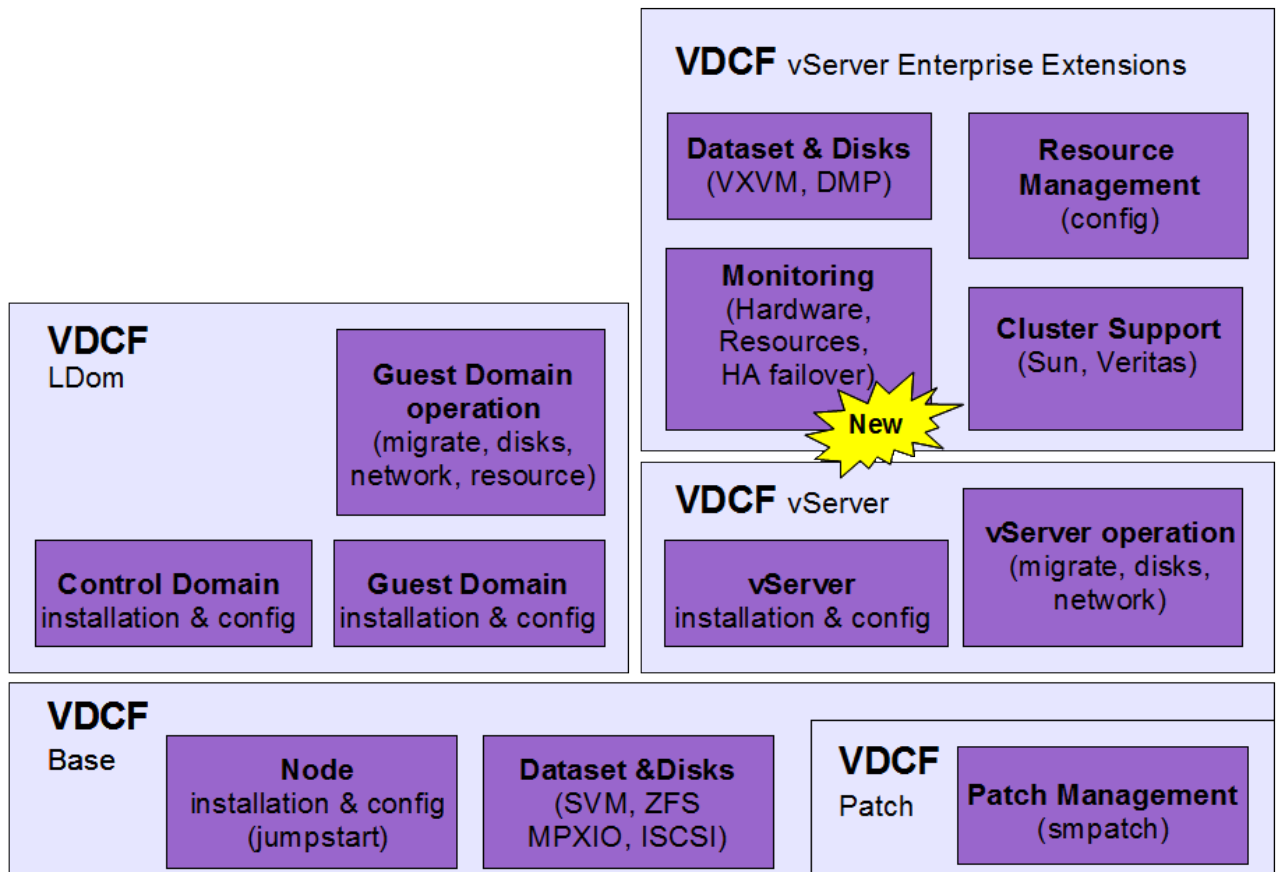 VDCF vServer Enterprise Extensions
Dataset & Disks
(VXVM, DMP)
Resource
Management
(config)
Monitoring
(Hardware,
Resources,
HA failover)
New
Cluster Support
(Sun, Veritas)
VDCF
LDom
Guest Domain
operation
(migrate, disks,
network, resource)
Control Domain
installation & config
Guest Domain
installation & config
VDCF vServer
vServer
installation & config
vServer operation
(migrate, disks,
network)
VDCF
Base
Node
installation & config
(jumpstart)
Dataset &Disks
(SVM, ZFS
MPXIO, ISCSI)
VDCF
Patch
Patch Management
(smpatch)